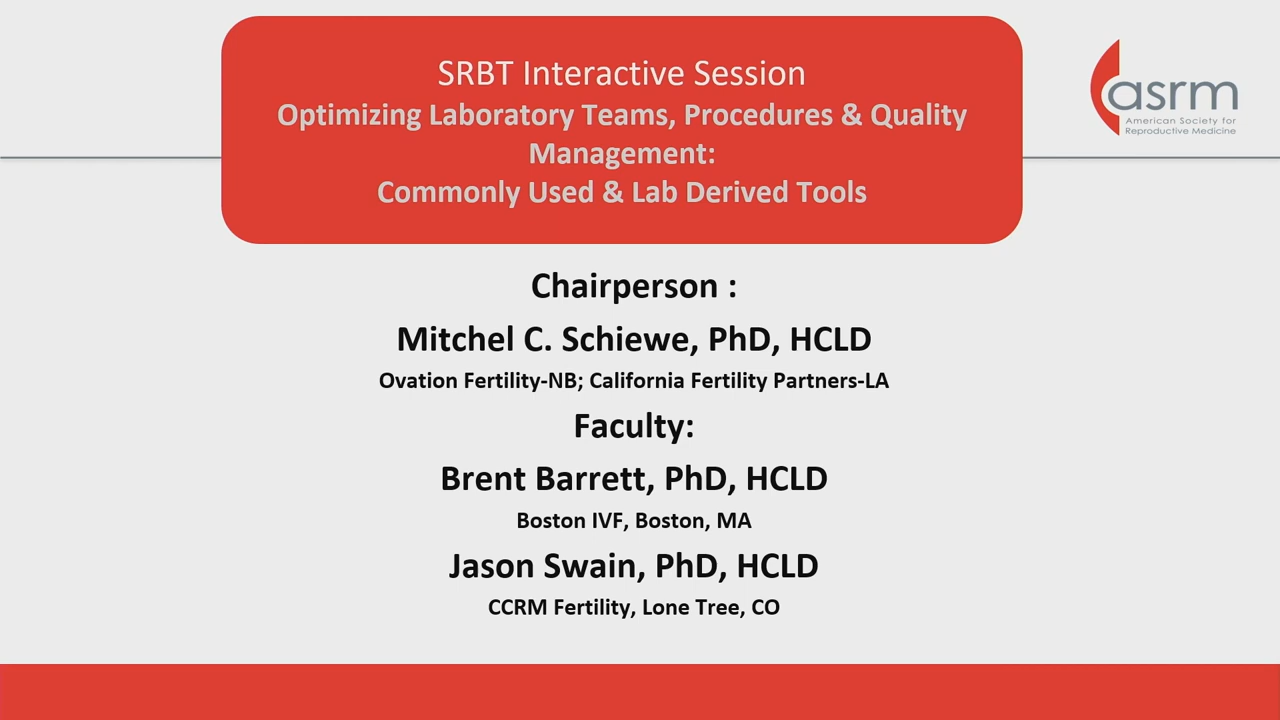 SRBT Interactive Session
Optimizing Laboratory Teams, Procedures & Quality
Management:
Commonly Used & Lab Derived Tools
asrm
American Society for
Reproductive Medicine
Chairperson :
Mitchel C. Schiewe, PhD, HCLD
Ovation Fertility-NB; California Fertility Partners-LA
Faculty:
Brent Barrett, PhD, HCLD
Boston IVF, Boston, MA
Jason Swain, PhD, HCLD
CCRM Fertility, Lone Tree, CO